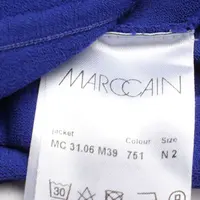 MARCCAIN
Jacket Colour Size
MC 31.06 M39 751 N 2
30